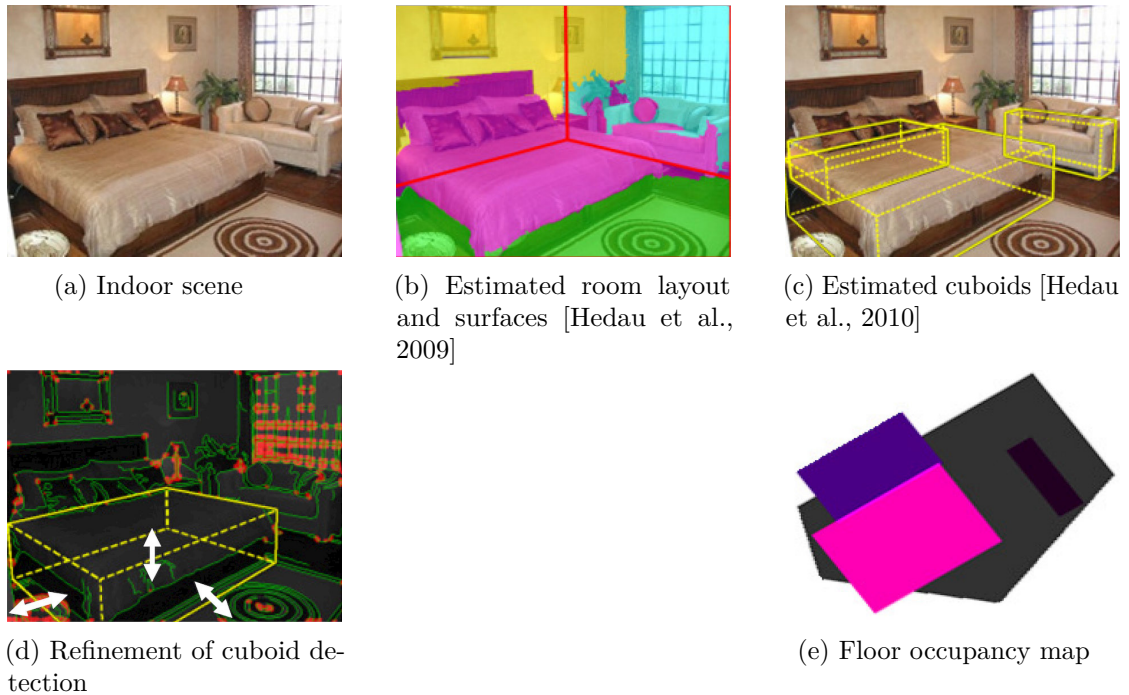 (a) Indoor scene
(b) Estimated room layout
and surfaces [Hedau et al.,
2009]
(c) Estimated cuboids [Hedau
et al., 2010]
(d) Refinement of cuboid de-
tection
(e) Floor occupancy map